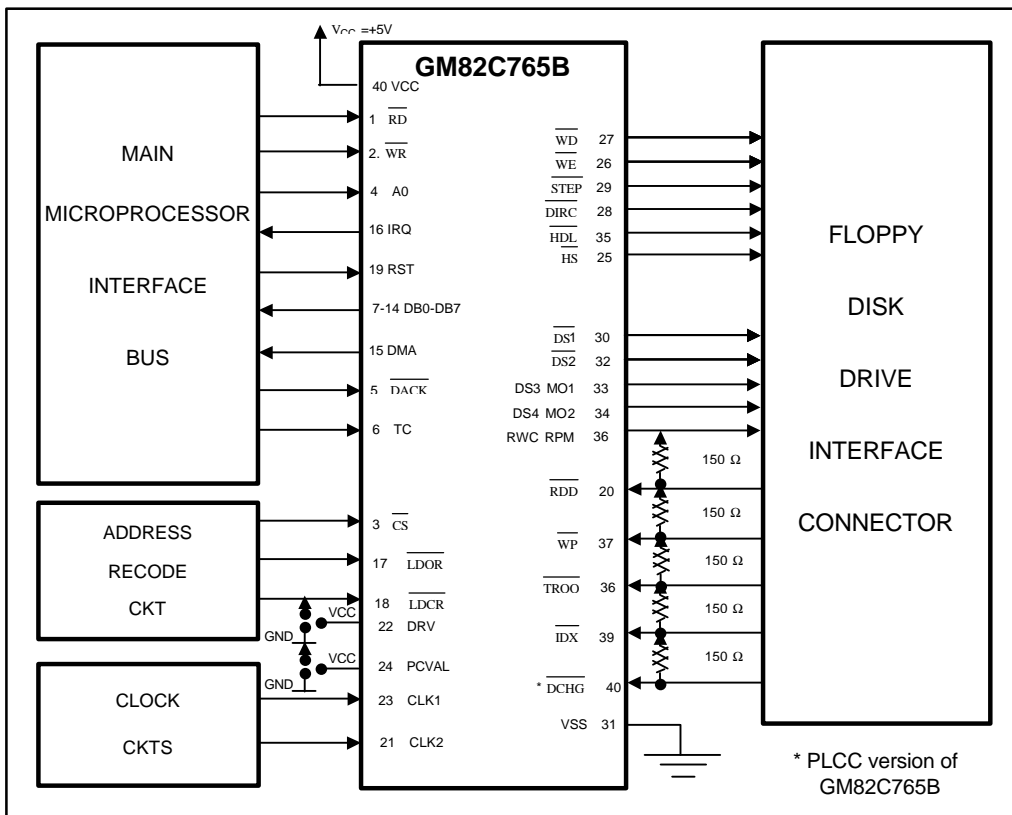 VCC =+5V
GM82C765B
40 VCC
MAIN
MICROPROCESSOR
INTERFACE
BUS
1 RD
2. WR
4 A0
16 IRQ
19 RST
7-14 DB0-DB7
15 DMA
5 DACK
6 TC
ADDRESS
RECODE
CKT
3 CS
17 LDOR
18 LDCR
VCC
GND
22 DRV
VCC
GND
24 PCVAL
CLOCK
CKTS
23 CLK1
21 CLK2
WD 27
WE 26
STEP 29
DIRC 28
HDL 35
HS 25
DS1 30
DS2 32
DS3 MO1 33
DS4 MO2 34
RWC RPM 36
150 Ω
RDD 20
150 Ω
WP 37
150 Ω
TROO 36
150 Ω
IDX 39
150 Ω
* DCHG 40
VSS 31
FLOPPY
DISK
DRIVE
INTERFACE
CONNECTOR
* PLCC version of
GM82C765B